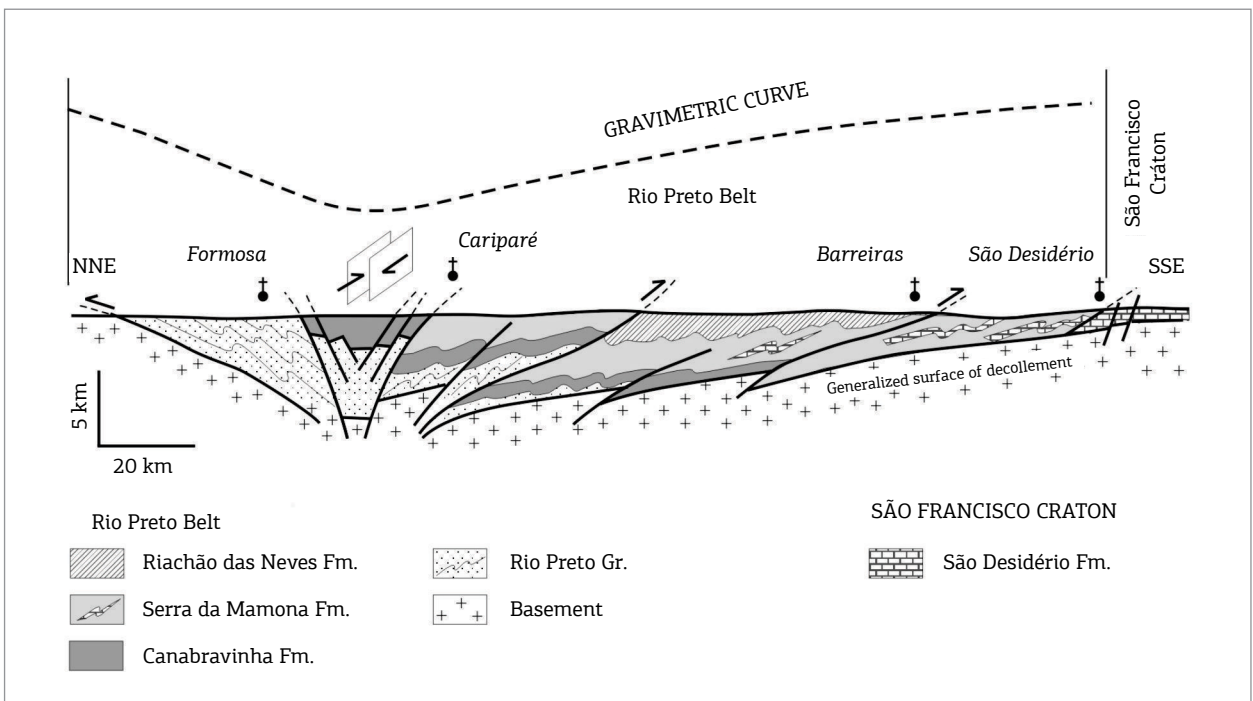 GRAVIMETRIC CURVE
São Francisco
Cráton
Rio Preto Belt
NNE
Formosa
Cariparé
Barreiras
São Desidério
SSE
Generalized surface of decollement
5 km
20 km
Rio Preto Belt
Riachão das Neves Fm.
Serra da Mamona Fm.
Canabravinha Fm.
Rio Preto Gr.
Basement
SÃO FRANCISCO CRATON
São Desidério Fm.